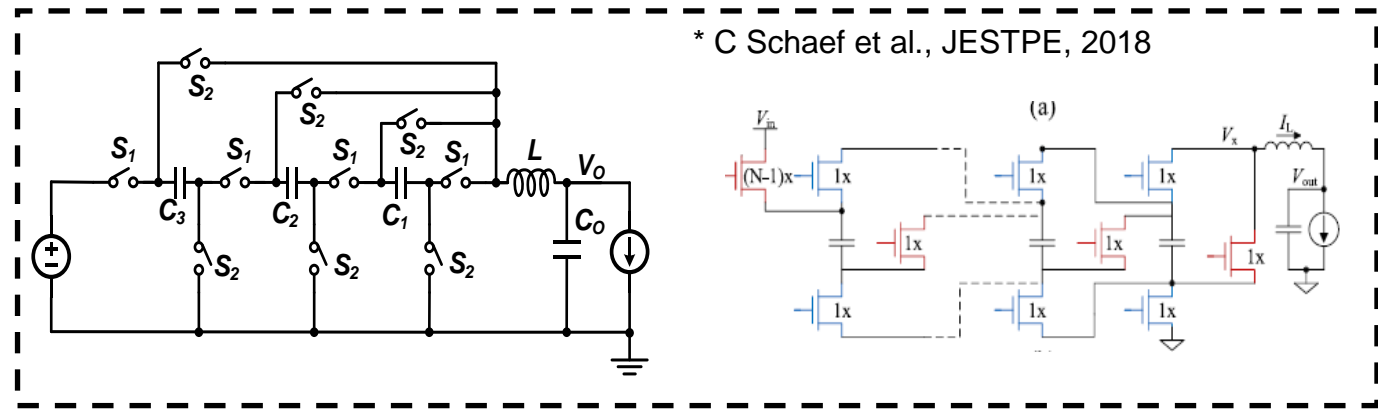 * C Schaef et al., JESTPE, 2018
S2
S2
S2
S1
S1
S1
S1
L
VO
C3
C2
C1
CO
S2
S2
S2
(a)
Vin
Vx
IL
Vout
(N-1)x
1x
1x
1x
1x
1x
1x
1x
1x
1x